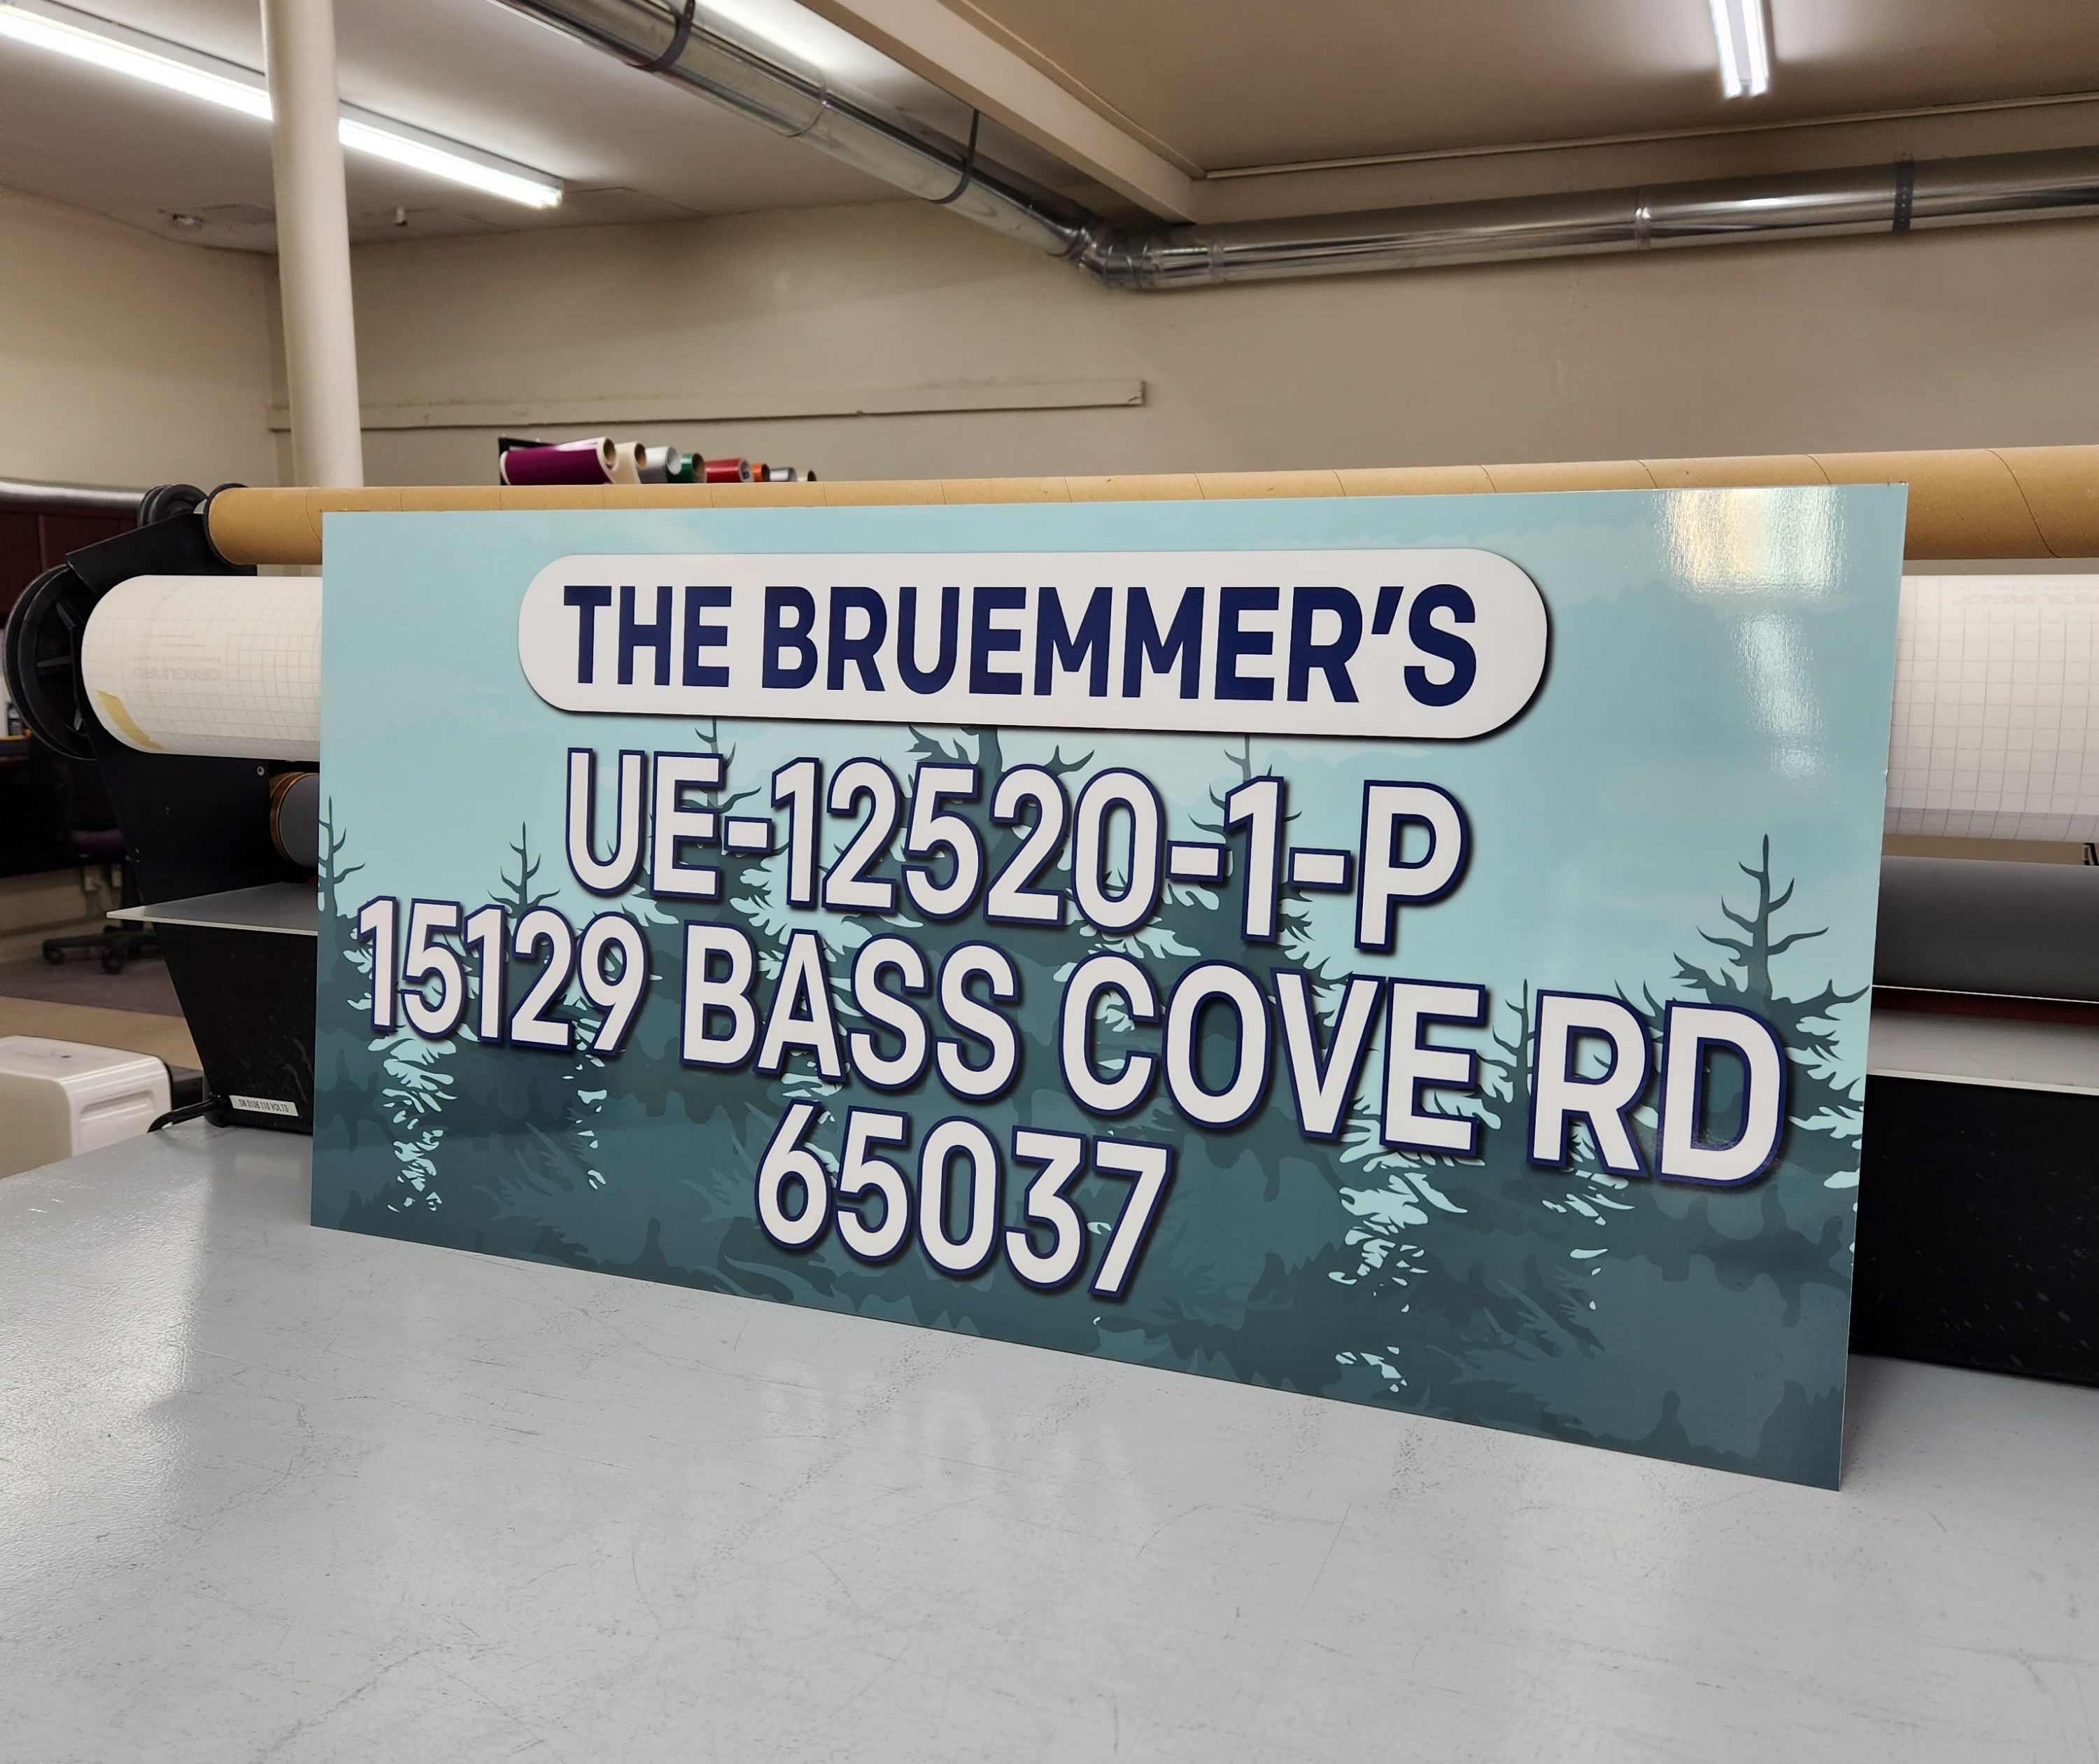 THE BRUEMMER'S
UE-12520-1-P
15129 BASS COVE RD
65037